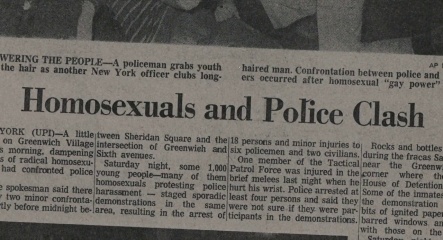 WERING THE PEOPLE—A policeman grabs youth
the hair as another New York officer clubs long-
AP
haired man. Confrontation between police and
ers occurred after homosexual "gay power"
Homosexuals and Police Clash
YORK (UPI)—A little
on Greenwich Village
morning, dampening
s of radical homosexu-
had confronted police
e spokesman said there
two minor confronta-
tly before midnight be-
tween Sheridan Square and the
intersection of Greenwich and
Sixth avenues.
Saturday night, some 1,000
young people—many of them
homosexuals protesting police
harassment — staged sporadic
demonstrations in the same
area, resulting in the arrest of
18 persons and minor injuries to
six policemen and two civilians.
One member of the Tactical
Patrol Force was injured in the
brief melees last night when he
hurt his wrist. Police arrested at
least four persons and said they
were not sure if they were par-
ticipants in the demonstrations.
Rocks and bottles
during the fracas Sa
near the Greenw
corner where the
House of Detentio
Some of the inmates
the demonstration
bits of ignited paper
barred windows an
with those on the